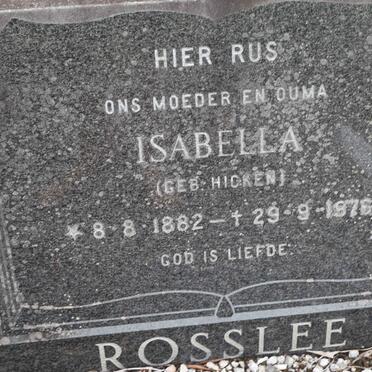 HIER RUS
ONS MOEDER EN OUMA
ISABELLA
(GEB. HICKEN)
* 8-8-1882 – † 29-9-1976
GOD IS LIEFDE.
ROSSLEE